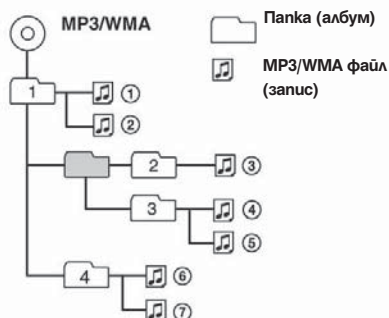 MP3/WMA
Папка (албум)
MP3/WMA файл
(запис)
1
①
②
2
③
3
④
⑤
4
⑥
⑦